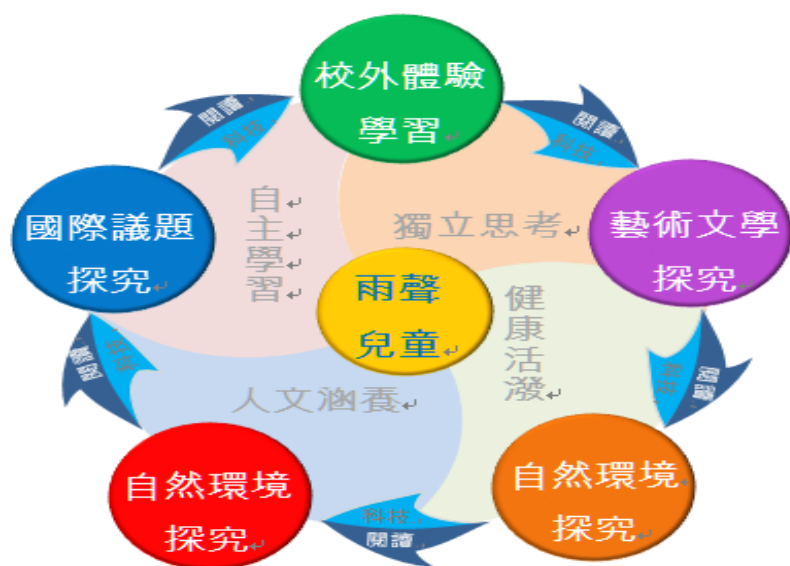 校外體驗
學習
閱讀
科技
閱讀
科技
國際議題
探究
自主學習
獨立思考
藝術文學
探究
雨聲
兒童
健康活潑
閱讀
科技
科技
閱讀
人文涵養
自然環境
探究
自然環境
探究
科技
閱讀